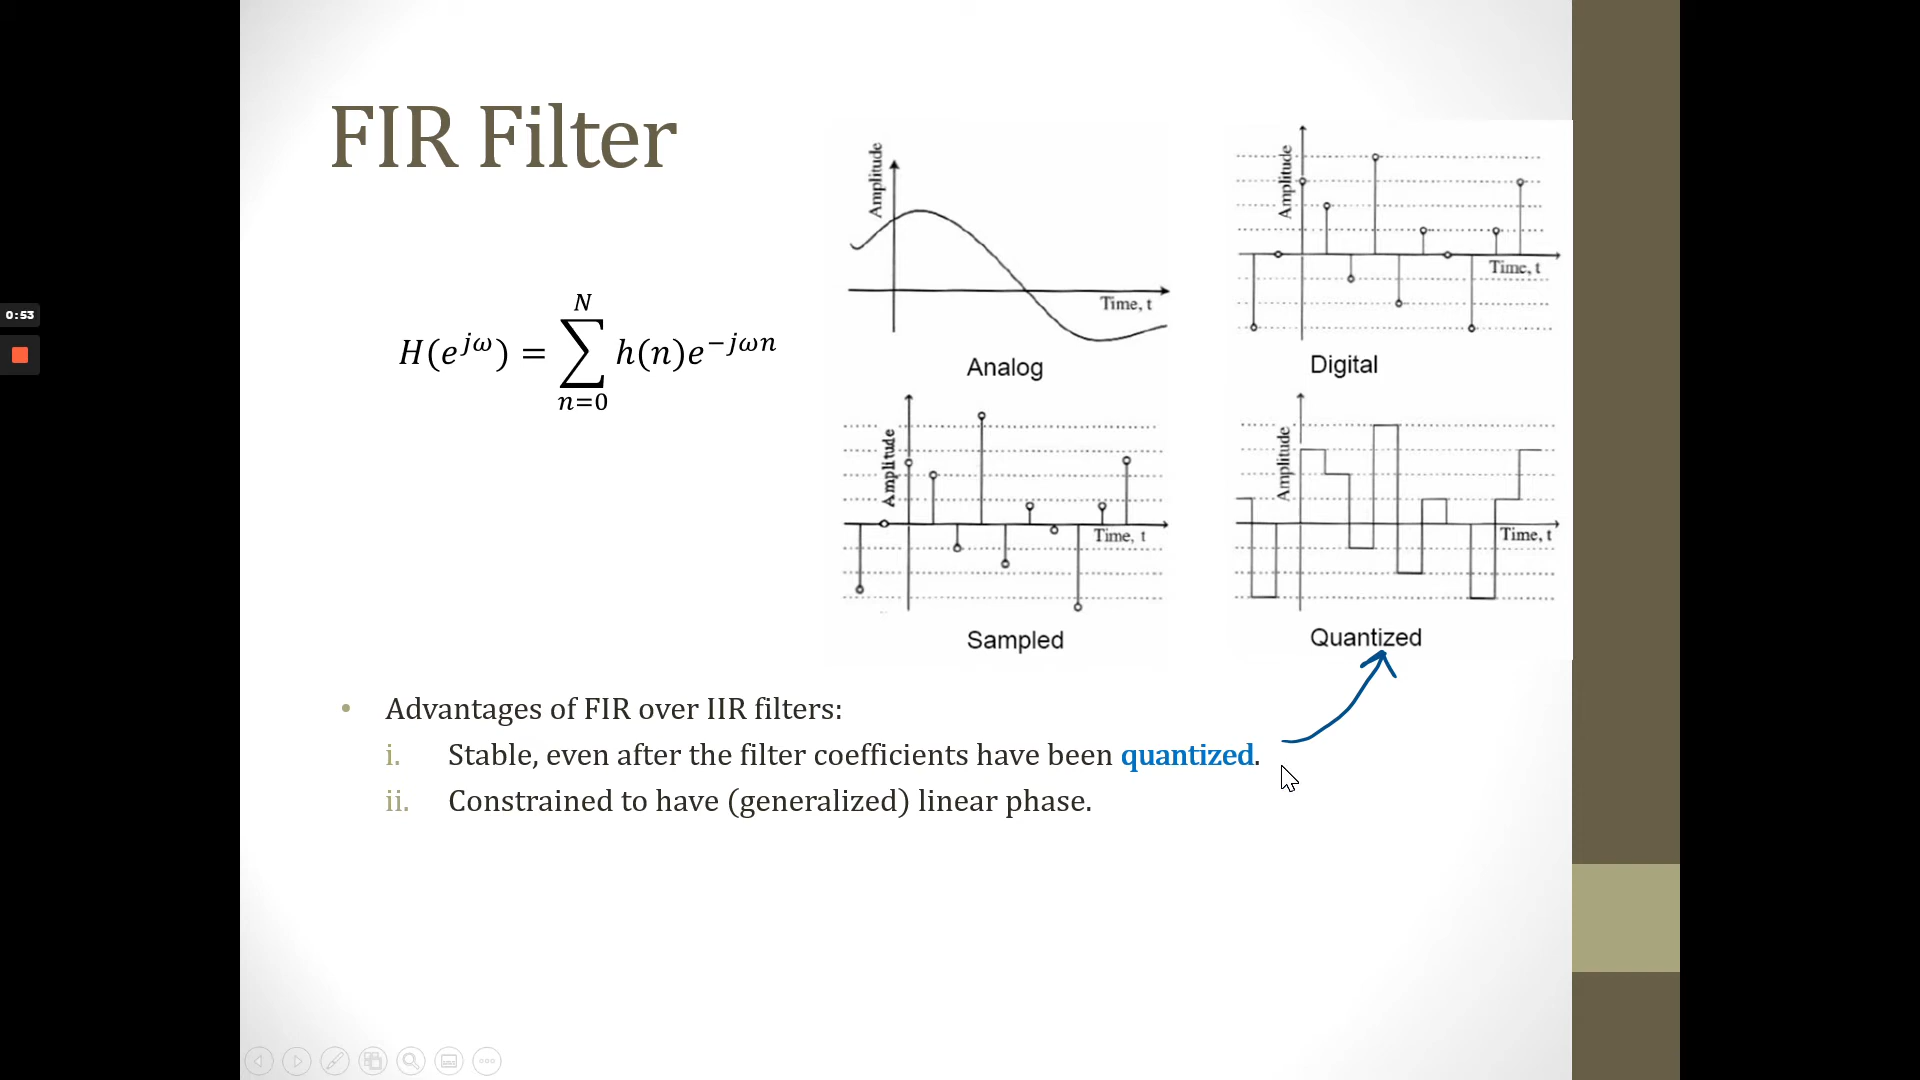 FIR Filter
0:53
H(e^{jω}) = \sum_{n=0}^{N} h(n)e^{-jωn}
Amplitude
Time, t
Analog
Amplitude
Time, t
Digital
Amplitude
Time, t
Sampled
Amplitude
Time, t
Quantized
• Advantages of FIR over IIR filters:
i. Stable, even after the filter coefficients have been quantized.
ii. Constrained to have (generalized) linear phase.